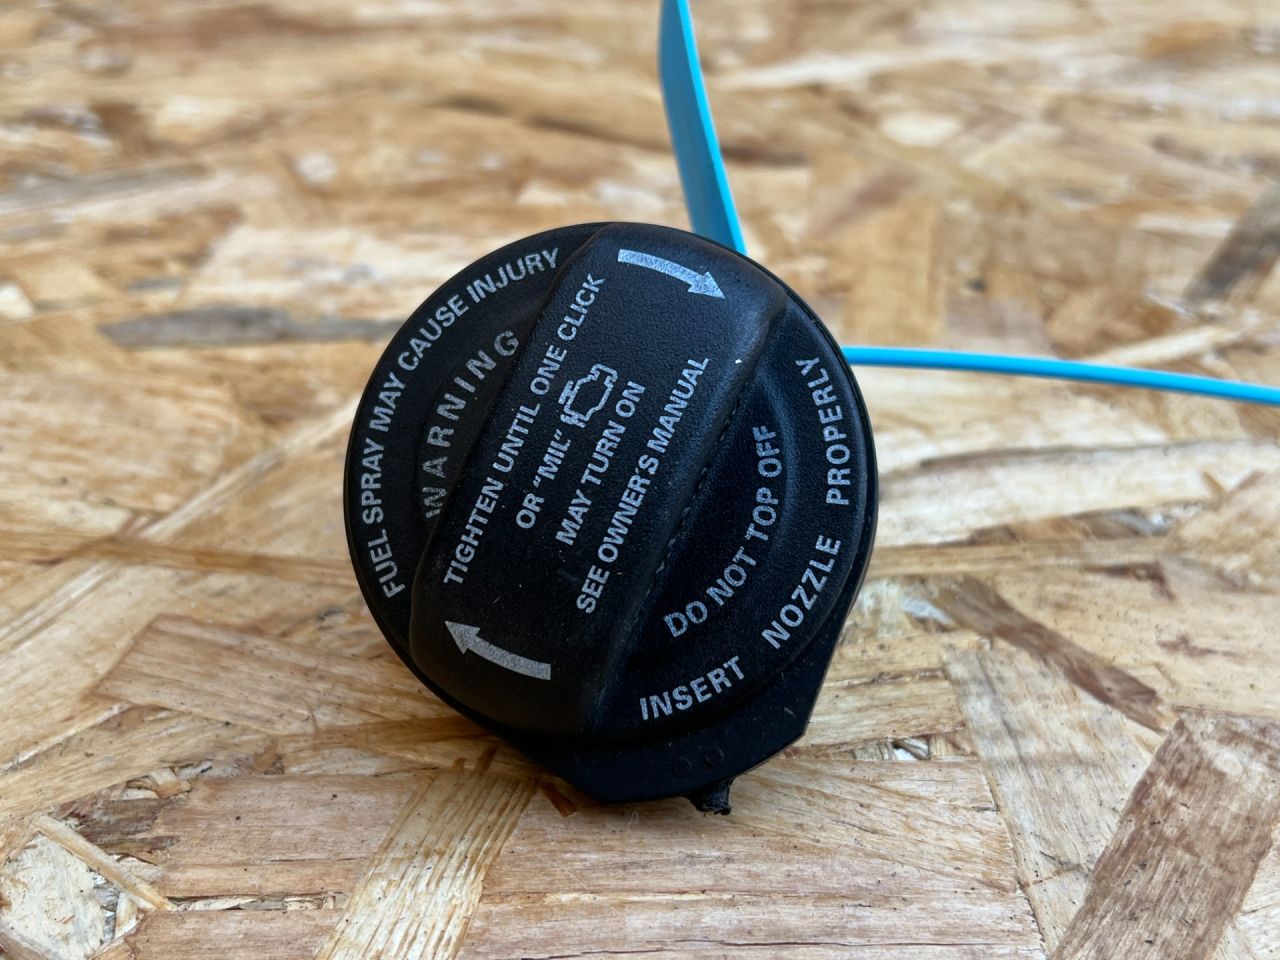 FUEL SPRAY MAY CAUSE INJURY
WARNING
TIGHTEN UNTIL ONE CLICK
OR "MIL"
MAY TURN ON
SEE OWNER'S MANUAL
DO NOT TOP OFF
INSERT NOZZLE PROPERLY